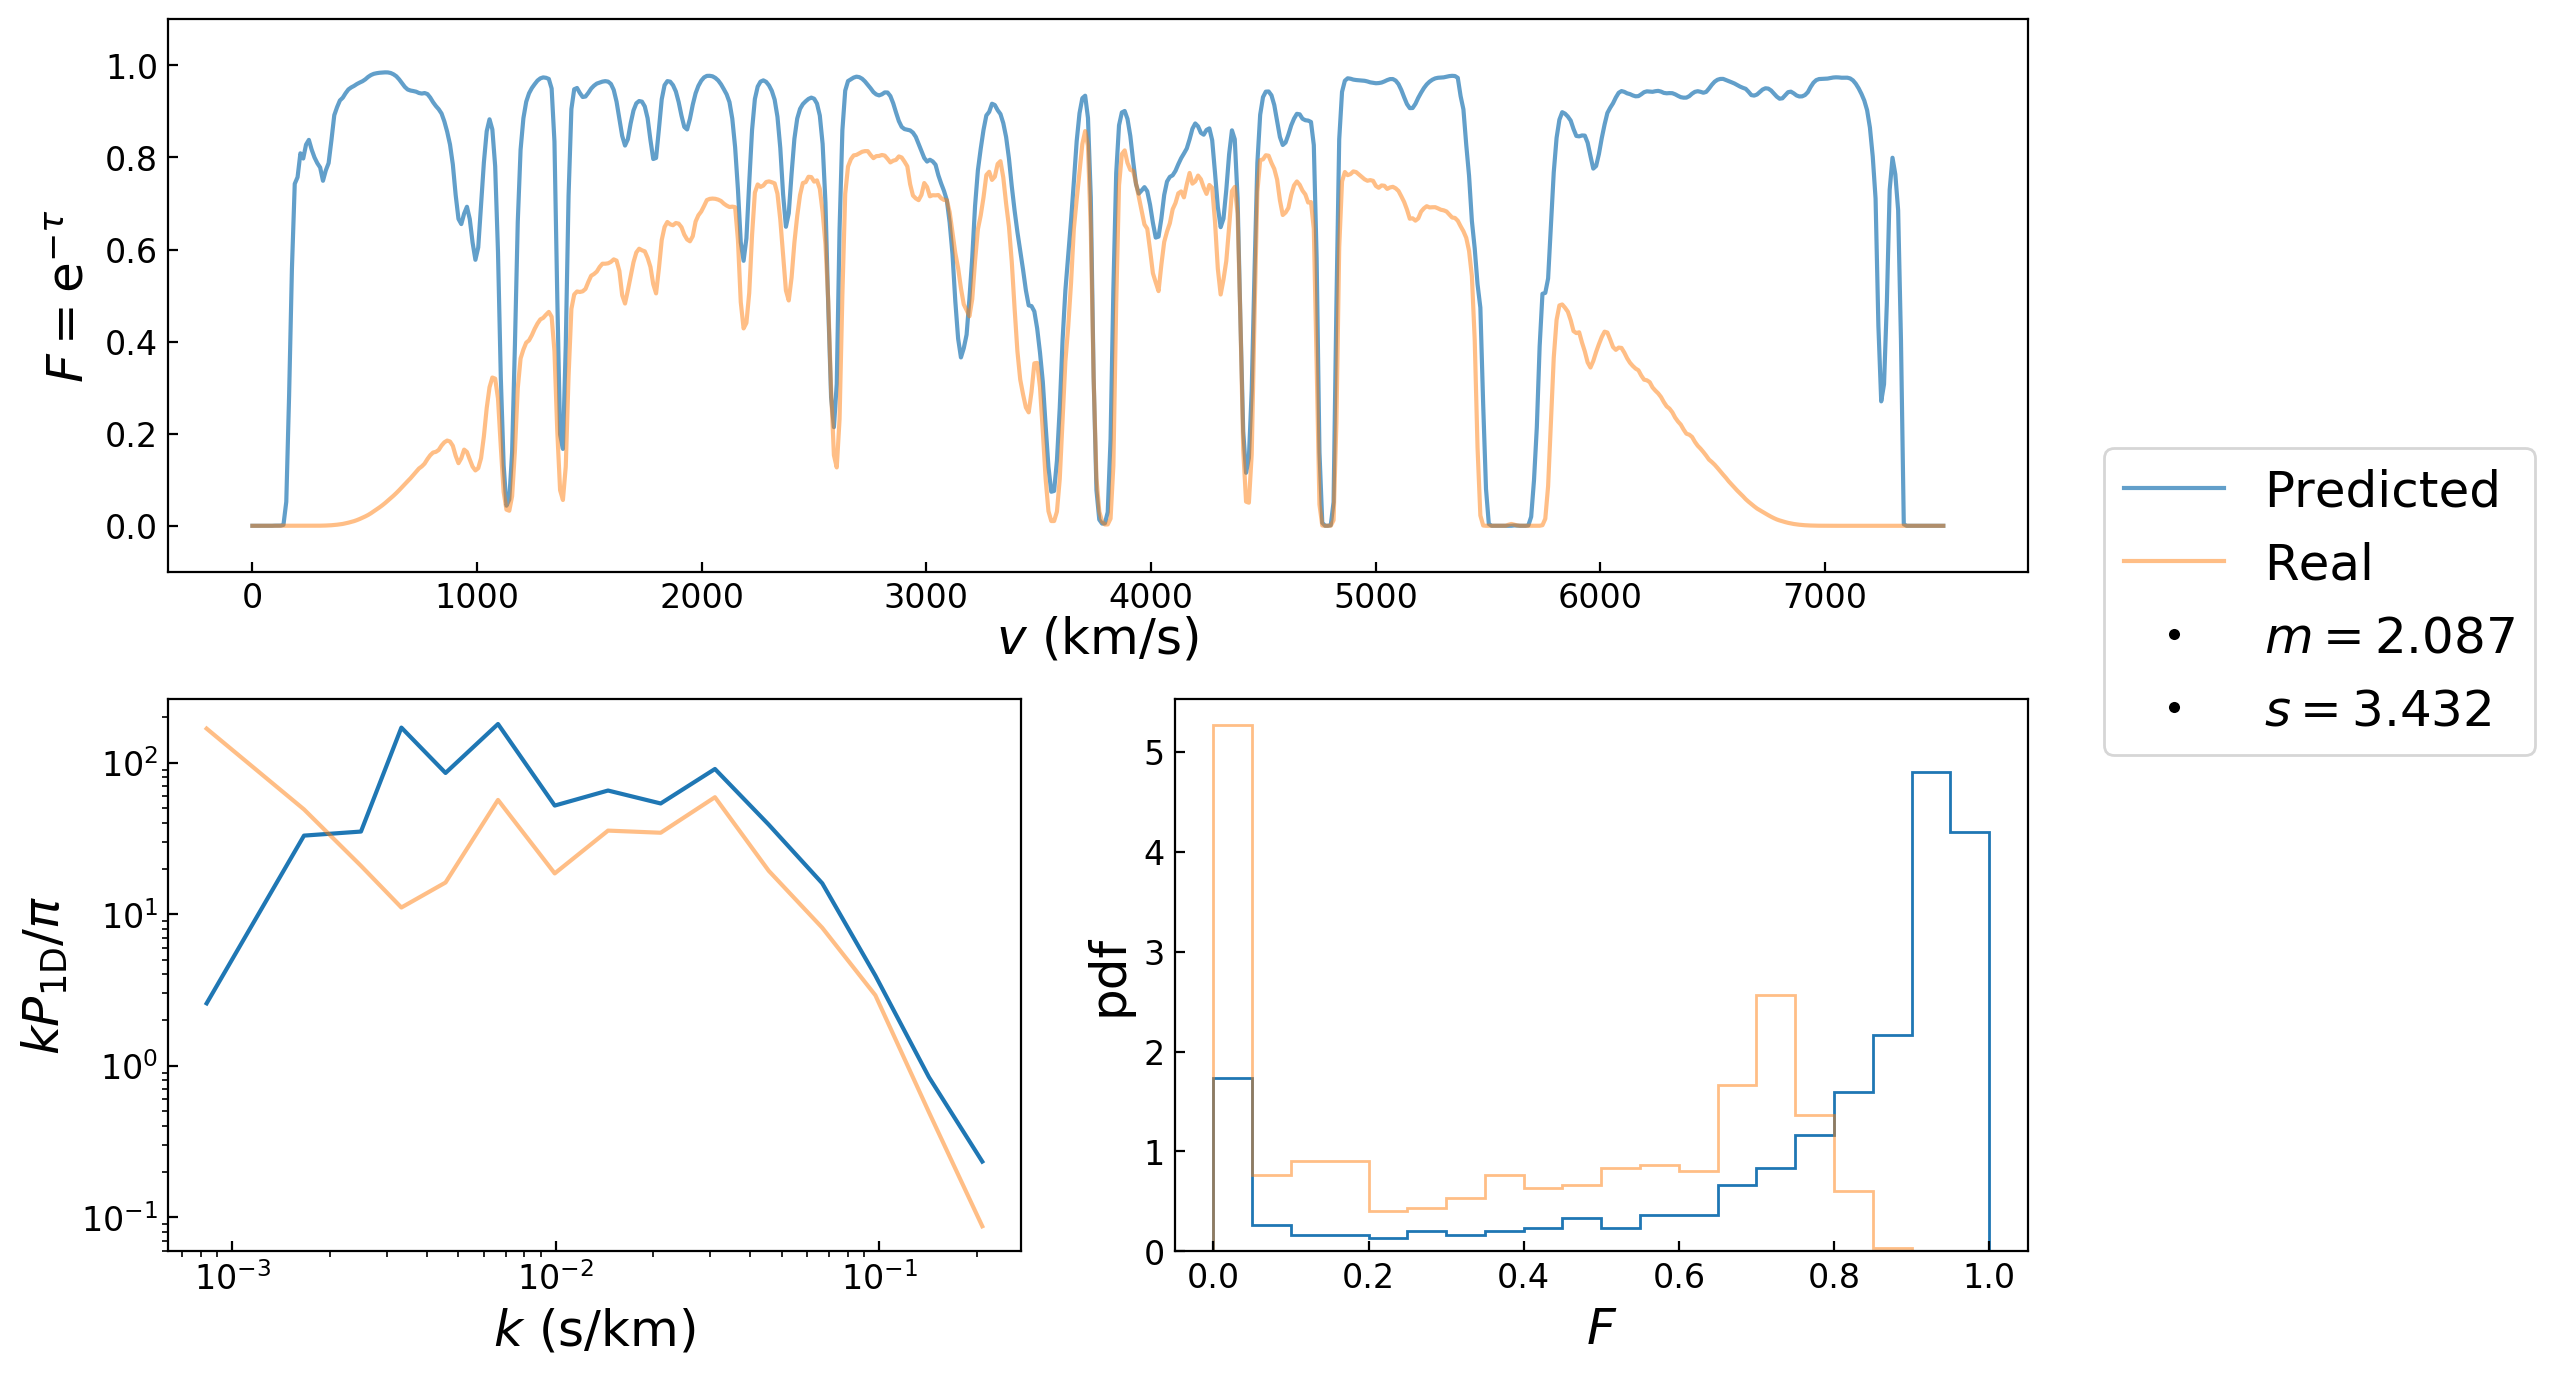 F = e^{−τ}
1.0
0.8
0.6
0.4
0.2
0.0
0 1000 2000 3000 4000 5000 6000 7000
v (km/s)
Predicted
Real
m = 2.087
s = 3.432
kP_{1D}/π
10^2
10^1
10^0
10^{−1}
10^{−3} 10^{−2} 10^{−1}
k (s/km)
pdf
5
4
3
2
1
0
0.0 0.2 0.4 0.6 0.8 1.0
F